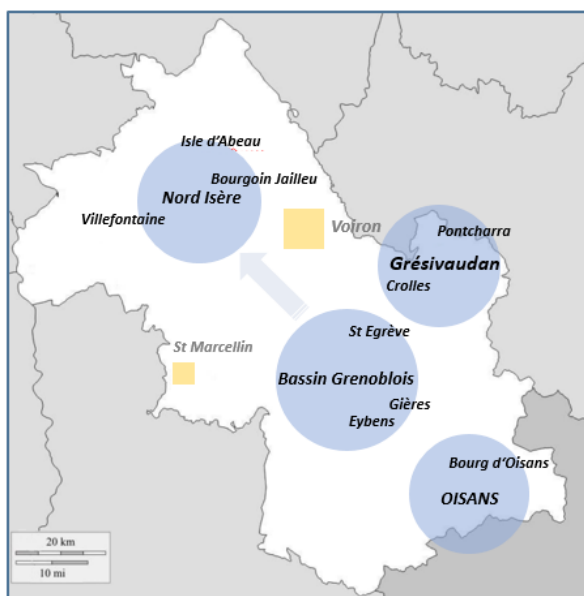 Isle d'Abeau
Bourgoin Jailleu
Nord Isère
Villefontaine
Voiron
Pontcharra
Grésivaudan
Crolles
St Egrève
St Marcellin
Bassin Grenoblois
Gières
Eybens
Bourg d'Oisans
OISANS
20 km
10 mi